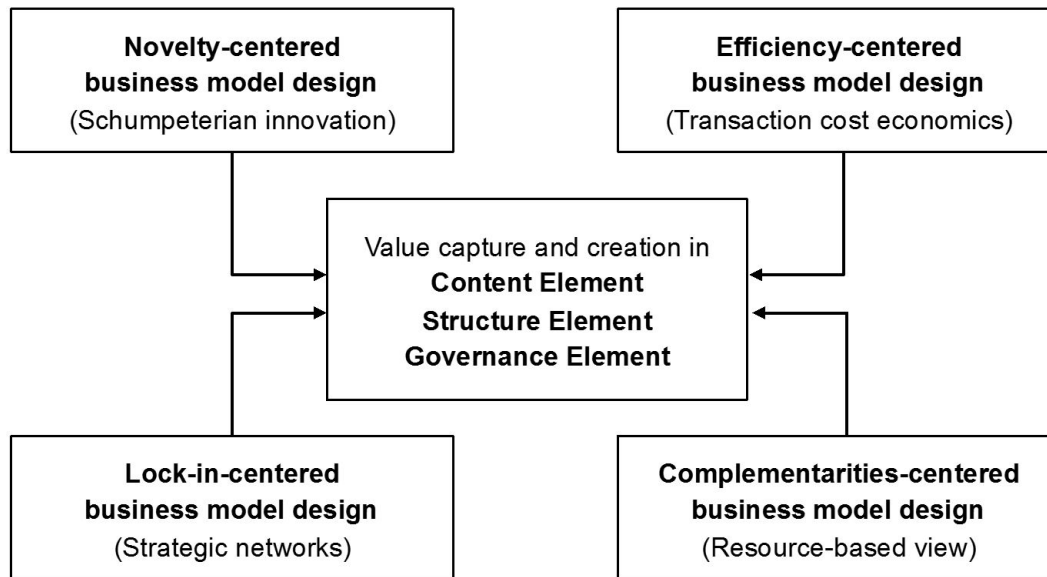 Novelty-centered
business model design
(Schumpeterian innovation)
Efficiency-centered
business model design
(Transaction cost economics)
Value capture and creation in
Content Element
Structure Element
Governance Element
Lock-in-centered
business model design
(Strategic networks)
Complementarities-centered
business model design
(Resource-based view)